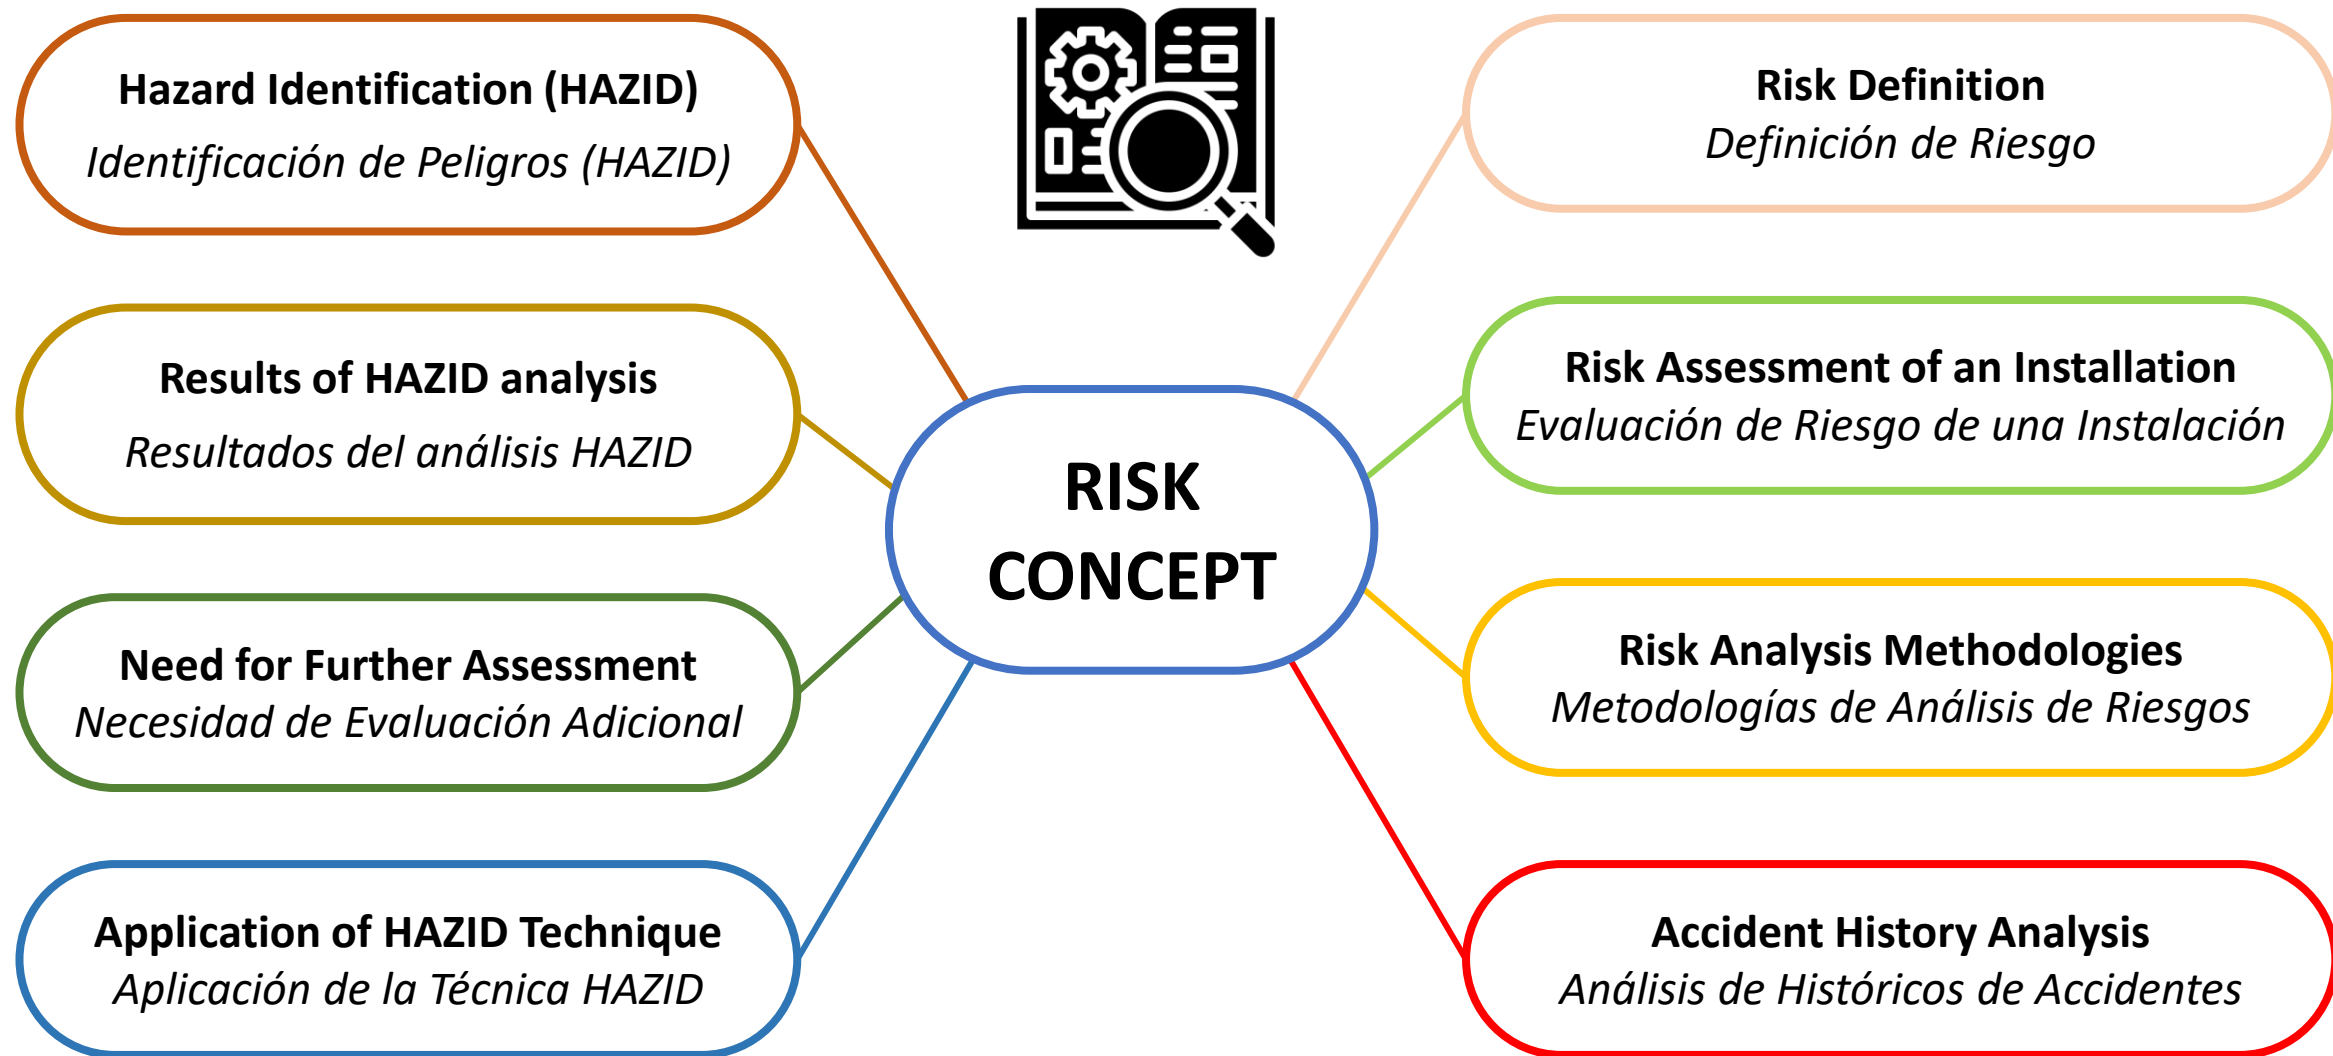 Hazard Identification (HAZID)
Identificación de Peligros (HAZID)
Results of HAZID analysis
Resultados del análisis HAZID
Need for Further Assessment
Necesidad de Evaluación Adicional
Application of HAZID Technique
Aplicación de la Técnica HAZID
RISK
CONCEPT
Risk Definition
Definición de Riesgo
Risk Assessment of an Installation
Evaluación de Riesgo de una Instalación
Risk Analysis Methodologies
Metodologías de Análisis de Riesgos
Accident History Analysis
Análisis de Históricos de Accidentes